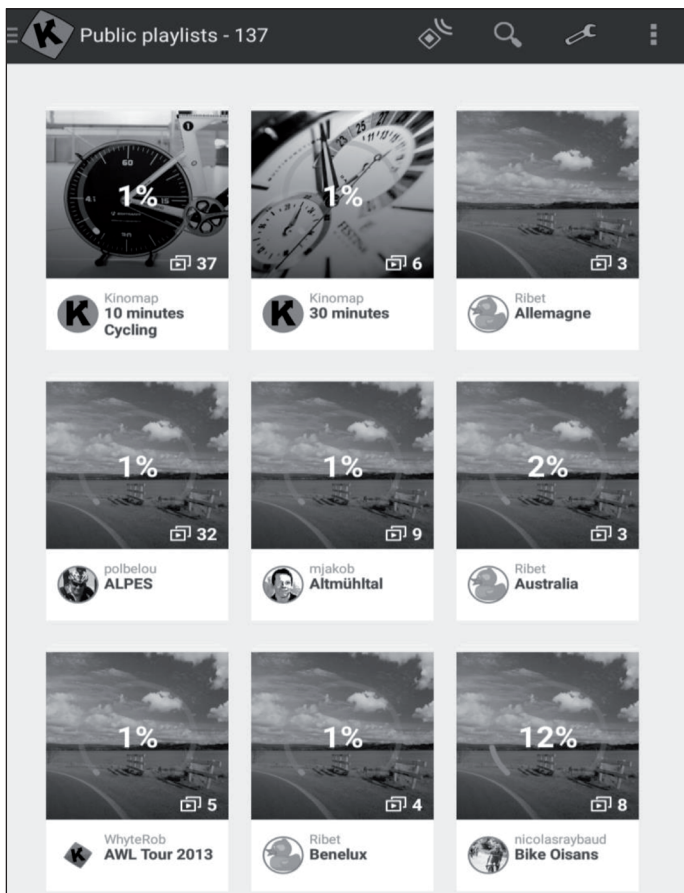 K Public playlists - 137
1%
37
Kinomap
10 minutes
Cycling
1%
6
Kinomap
30 minutes
3
Ribet
Allemagne
1%
32
polbelou
ALPES
1%
9
mjakob
Altmühltal
2%
3
Ribet
Australia
1%
5
WhyteRob
AWL Tour 2013
1%
4
Ribet
Benelux
12%
8
nicolasraybaud
Bike Oisans